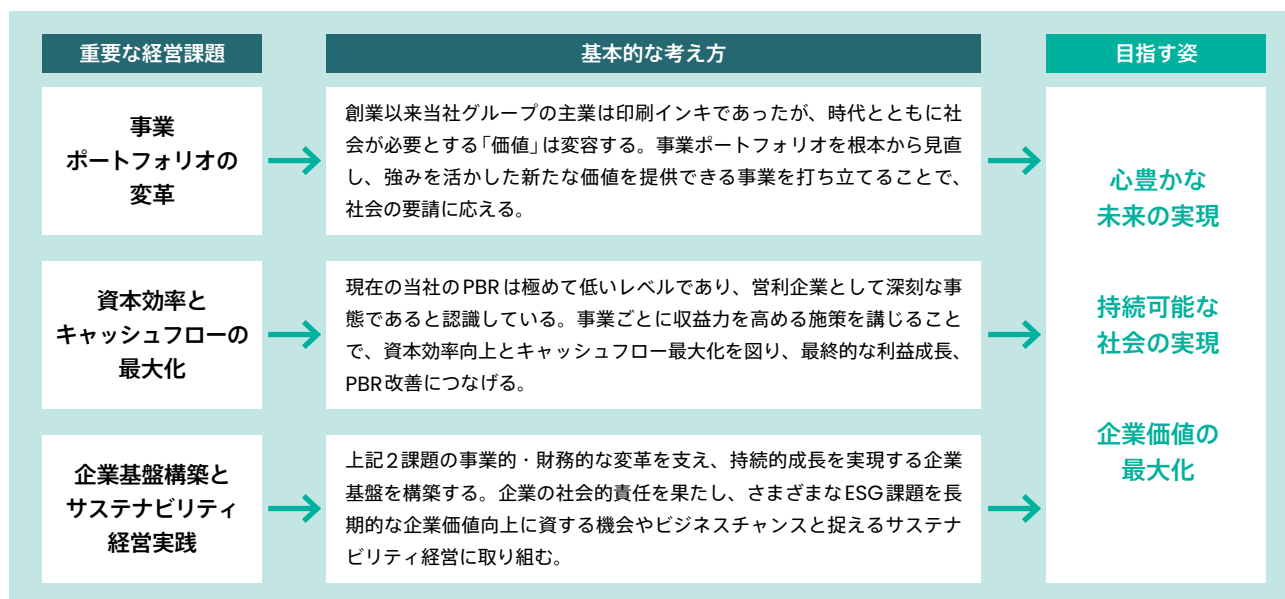 重要な経営課題
基本的な考え方
目指す姿
事業
ポートフォリオの
変革
創業以来当社グループの主業は印刷インキであったが、時代とともに社
会が必要とする「価値」は変容する。事業ポートフォリオを根本から見直
し、強みを活かした新たな価値を提供できる事業を打ち立てることで、
社会の要請に応える。
資本効率と
キャッシュフローの
最大化
現在の当社のPBRは極めて低いレベルであり、営利企業として深刻な事
態であると認識している。事業ごとに収益力を高める施策を講じること
で、資本効率向上とキャッシュフロー最大化を図り、最終的な利益成長、
PBR改善につなげる。
企業基盤構築と
サステナビリティ
経営実践
上記2課題の事業的・財務的な変革を支え、持続的成長を実現する企業
基盤を構築する。企業の社会的責任を果たし、さまざまなESG課題を長
期的な企業価値向上に資する機会やビジネスチャンスと捉えるサステナ
ビリティ経営に取り組む。
心豊かな
未来の実現
持続可能な
社会の実現
企業価値の
最大化